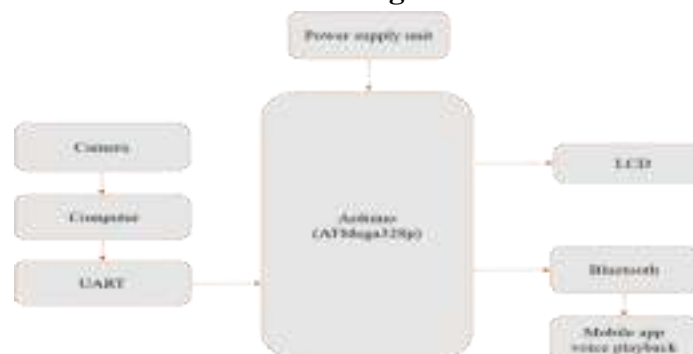 Power supply unit
Camera
Computer
UART
Arduino
(ATMega328p)
LCD
Bluetooth
Mobile app
voice playback